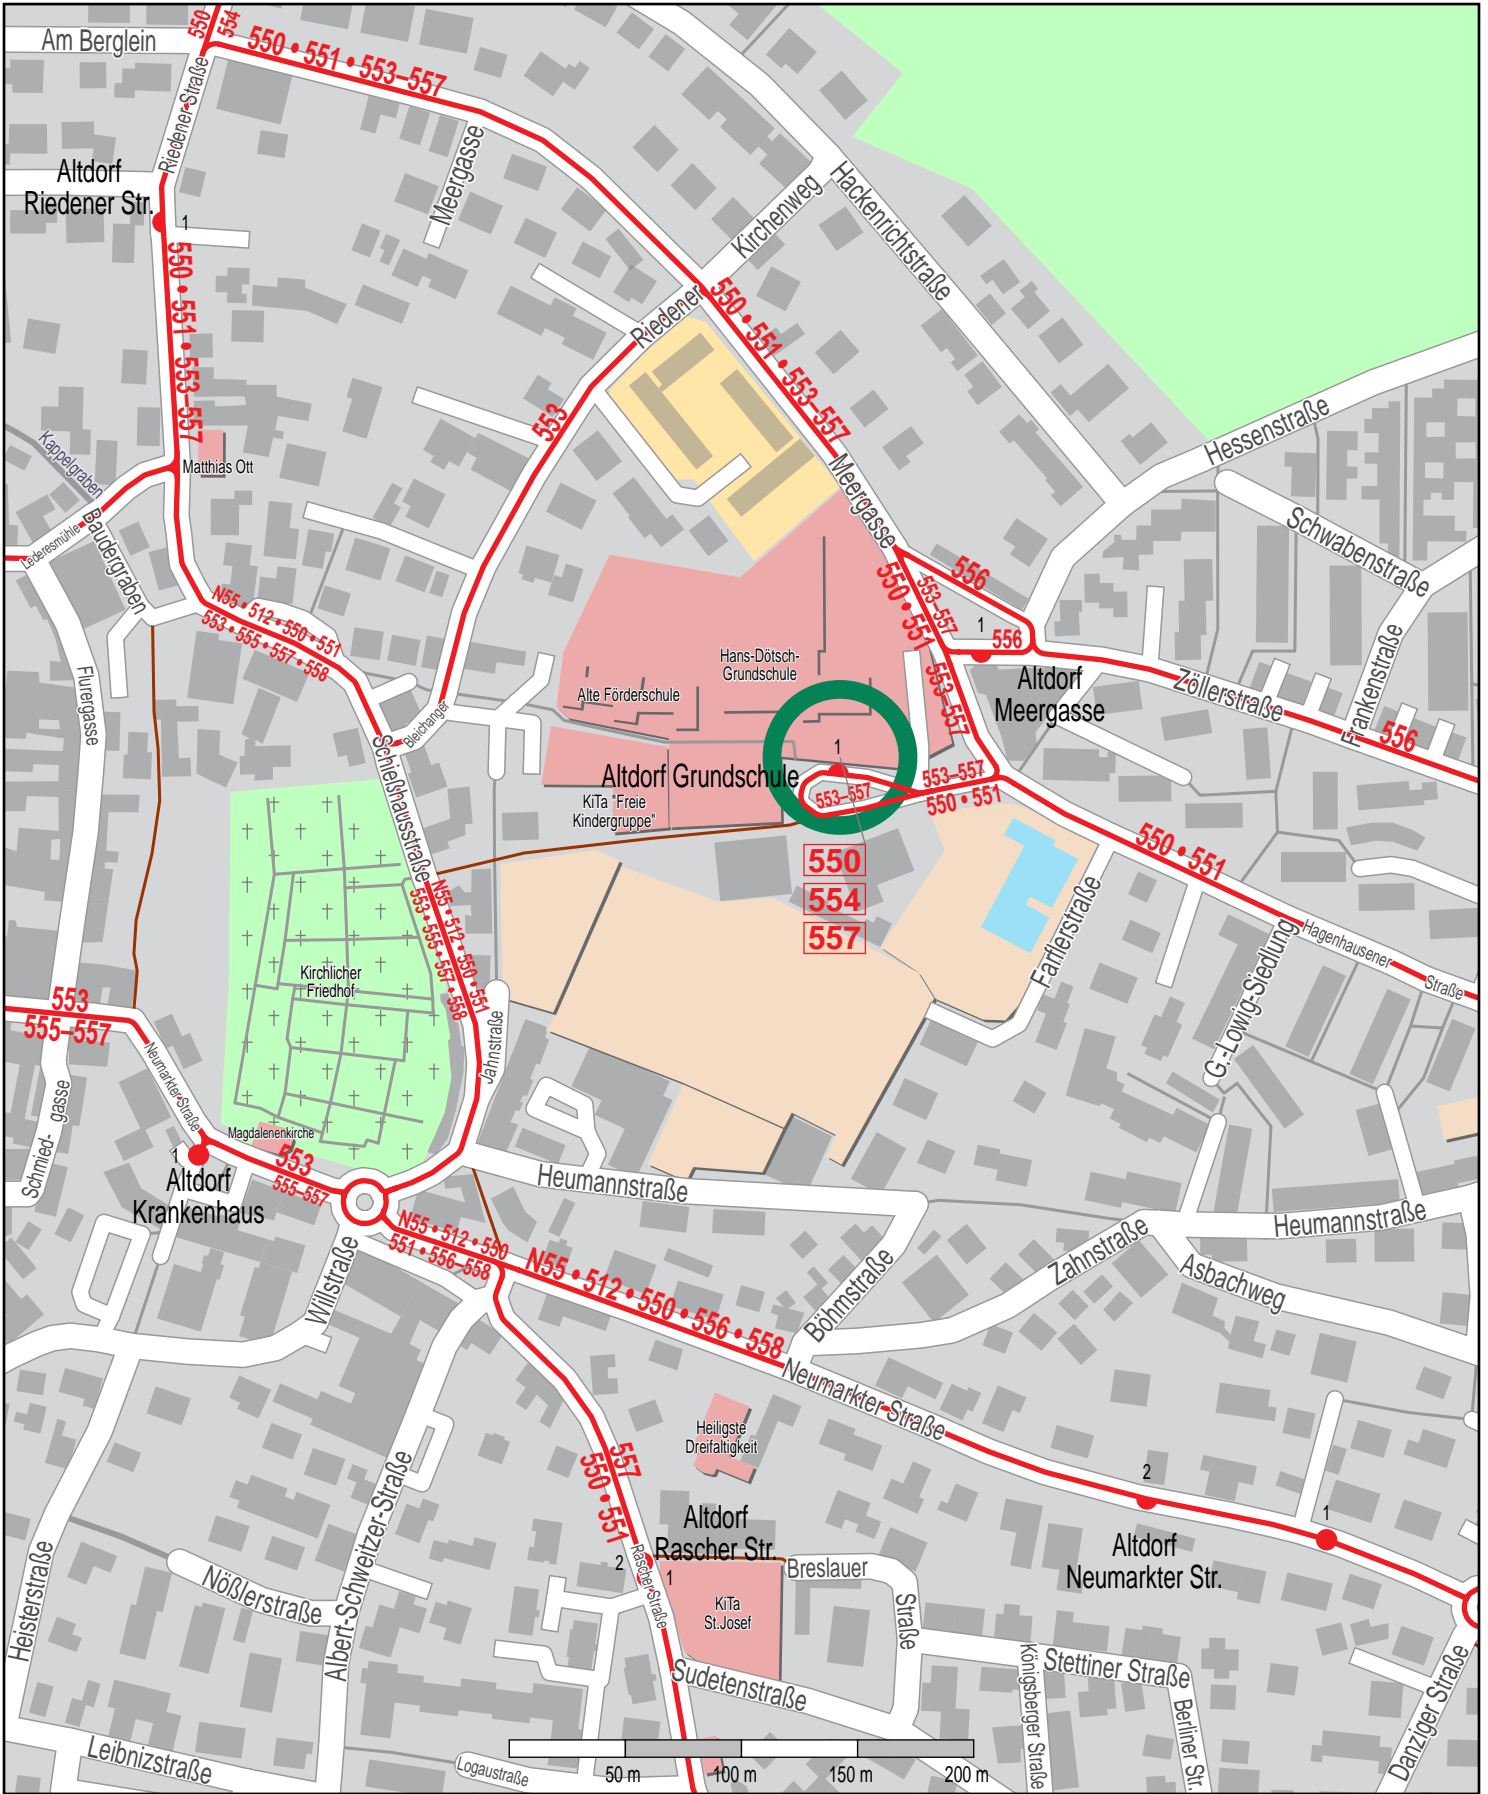 550
554
Am Berglein
550 • 551 • 553–557
Riedener Straße
Meergasse
Altdorf
Riedener Str.
1
Kirchenweg
Hackenrichtstraße
550 • 551 • 553–557
Riedener
550 • 551 • 553–557
553
Hessenstraße
Kappelgraben
Matthias Ott
Meergasse
Schwabenstraße
Lederesmühle
Baudergraben
556
550 • 551
553–557
N55 • 512 • 550 • 551
553 • 555 • 557 • 558
1
556
Hans-Dötsch-
Grundschule
Alte Förderschule
553–557
Altdorf
Meergasse
Zöllerstraße
Frankenstraße
556
Flurergasse
Bleichanger
Schießhausstraße
1
Altdorf Grundschule
553–557
553–557
550 • 551
KiTa "Freie
Kindergruppe"
550
554
557
550 • 551
N55 • 512 • 550 • 551
553 • 555 • 557 • 558
Farflerstraße
Hagenhausener
Straße
G.-Lowig-Siedlung
Kirchlicher
Friedhof
553
555–557
Jahnstraße
Neumarkter Straße
Schmied-
gasse
Magdalenenkirche
1
553
555–557
Altdorf
Krankenhaus
Heumannstraße
Heumannstraße
N55 • 512 • 550
551 • 556–558
Willstraße
N55 • 512 • 550 • 556 • 558
Böhmstraße
Zahnstraße
Asbachweg
Neumarkter Straße
Heiligste
Dreifaltigkeit
557
550 • 551
2
1
Altdorf
Rascher Str.
Altdorf
Neumarkter Str.
2
1
Rascher Straße
Breslauer
Straße
KiTa
St.Josef
Heisterstraße
Nößlerstraße
Albert-Schweitzer-Straße
Sudetenstraße
Königsberger Straße
Stettiner Straße
Berliner Str.
Danziger Straße
Leibnizstraße
Logaustraße
50 m
100 m
150 m
200 m